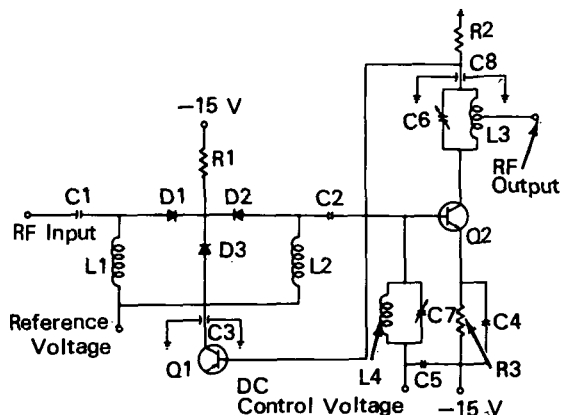 R2
C8
−15 V
C6
L3
R1
RF
Output
C1
D1
D2
C2
RF Input
Q2
D3
L1
L2
Reference
Voltage
C3
C7
C4
Q1
L4
C5
R3
DC
Control Voltage
−15 V